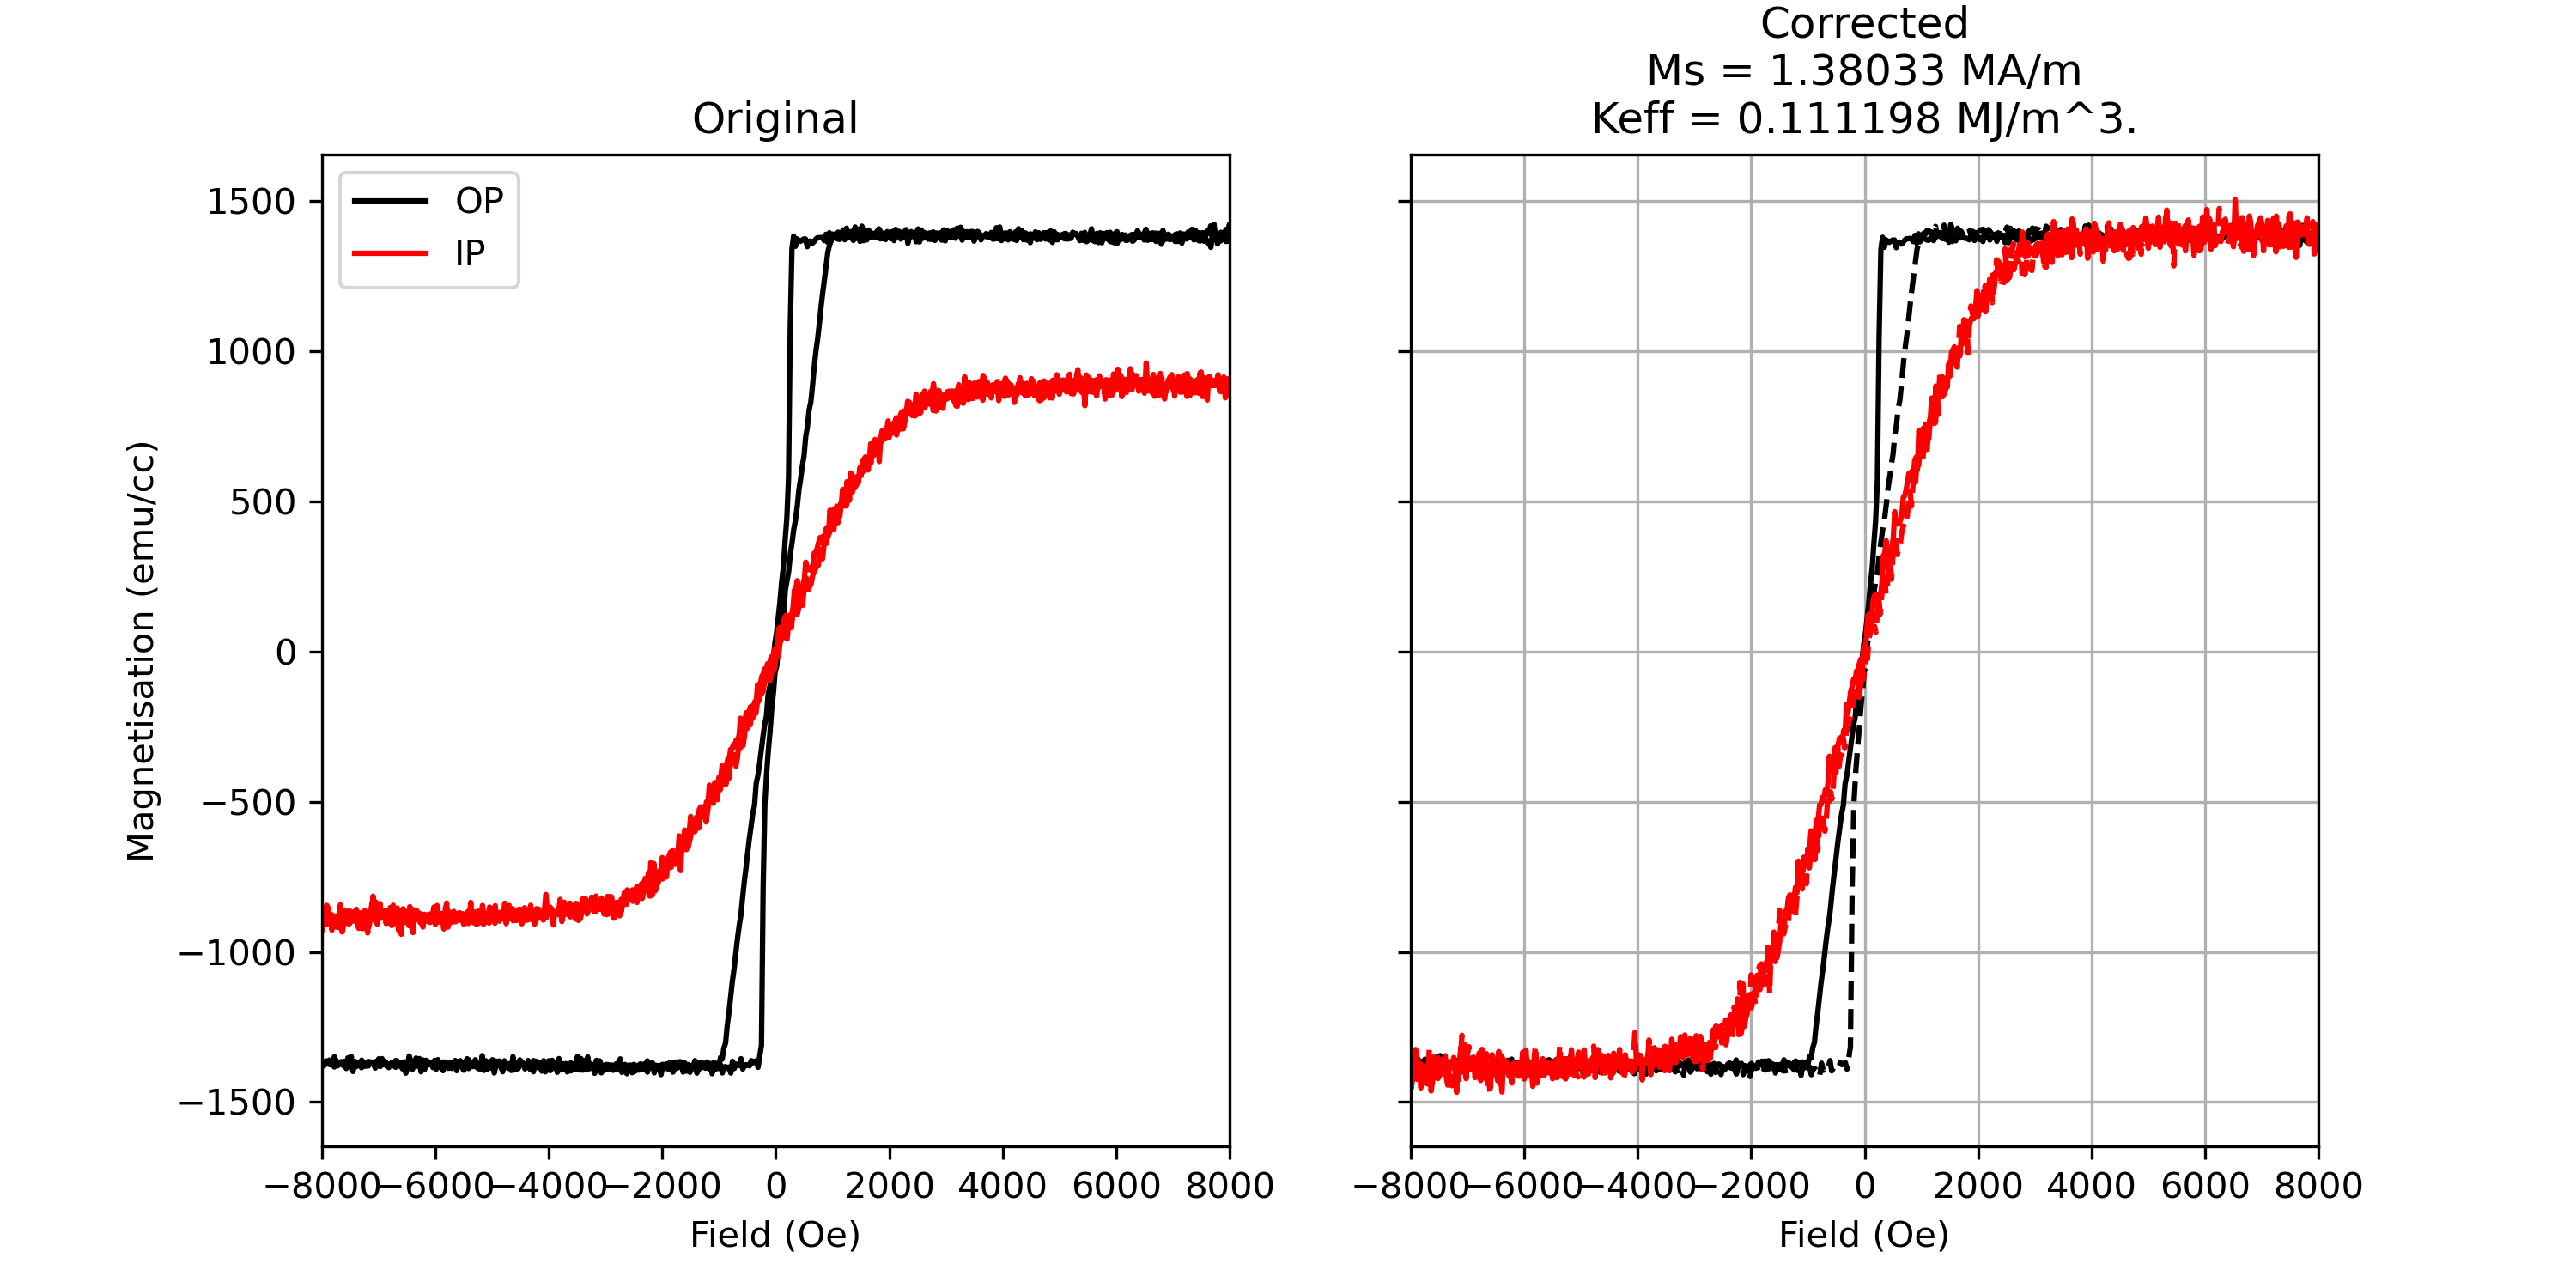 Original
OP
IP
1500
1000
500
0
−500
−1000
−1500
Magnetisation (emu/cc)
−8000 −6000 −4000 −2000 0 2000 4000 6000 8000
Field (Oe)
Corrected
Ms = 1.38033 MA/m
Keff = 0.111198 MJ/m^3.
−8000 −6000 −4000 −2000 0 2000 4000 6000 8000
Field (Oe)